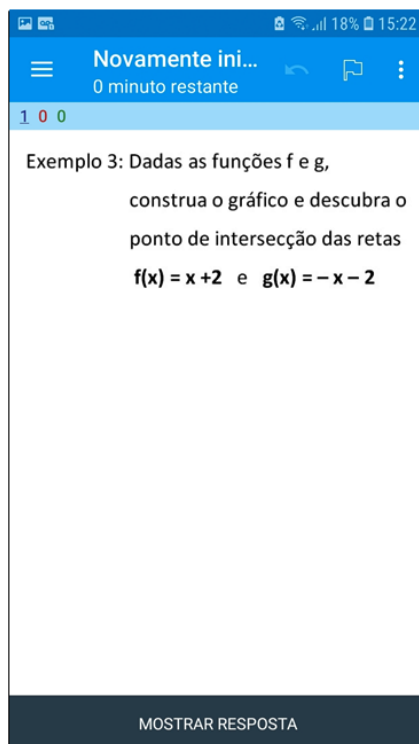 18% 15:22
Novamente ini...
0 minuto restante
1 0 0
Exemplo 3: Dadas as funções f e g,
construa o gráfico e descubra o
ponto de intersecção das retas
f(x) = x +2 e g(x) = – x – 2
MOSTRAR RESPOSTA